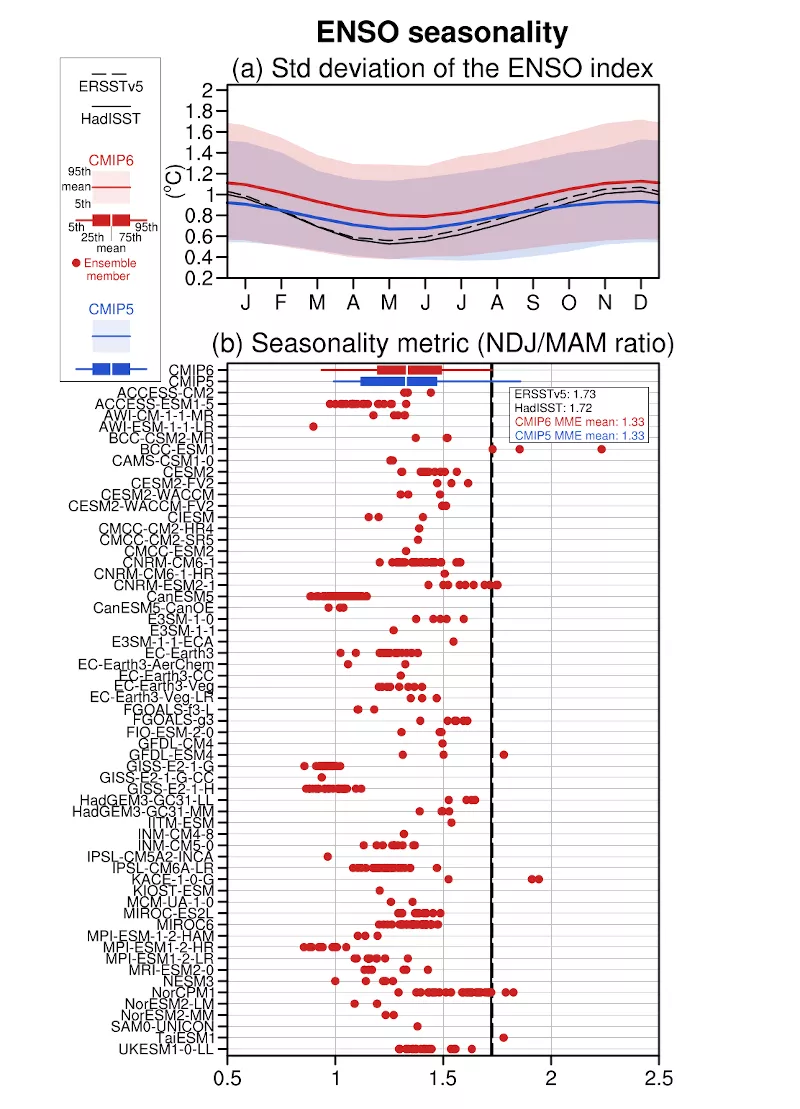 ENSO seasonality
(a) Std deviation of the ENSO index
ERSSTv5
HadISST
CMIP6
95th
mean
5th
5th 95th
25th 75th
mean
Ensemble
member
CMIP5
2
1.8
1.6
1.4
1.2
1
0.8
0.6
0.4
0.2
(°C)
J F M A M J J A S O N D
(b) Seasonality metric (NDJ/MAM ratio)
ERSSTv5: 1.73
HadISST: 1.72
CMIP6 MME mean: 1.33
CMIP5 MME mean: 1.33
CMIP6
CMIP5
ACCESS-CM2
ACCESS-ESM1-5
AWI-CM-1-1-MR
AWI-ESM-1-1-LR
BCC-CSM2-MR
BCC-ESM1
CAMS-CSM1-0
CESM2
CESM2-FV2
CESM2-WACCM
CESM2-WACCM-FV2
CIESM
CMCC-CM2-HR4
CMCC-CM2-SR5
CMCC-ESM2
CNRM-CM6-1
CNRM-CM6-1-HR
CNRM-ESM2-1
CanESM5
CanESM5-CanOE
E3SM-1-0
E3SM-1-1
E3SM-1-1-ECA
EC-Earth3
EC-Earth3-AerChem
EC-Earth3-CC
EC-Earth3-Veg
EC-Earth3-Veg-LR
FGOALS-f3-L
FGOALS-g3
FIO-ESM-2-0
GFDL-CM4
GFDL-ESM4
GISS-E2-1-G
GISS-E2-1-G-CC
GISS-E2-1-H
HadGEM3-GC31-LL
HadGEM3-GC31-MM
IITM-ESM
INM-CM4-8
INM-CM5-0
IPSL-CM5A2-INCA
IPSL-CM6A-LR
KACE-1-0-G
KIOST-ESM
MCM-UA-1-0
MIROC-ES2L
MIROC6
MPI-ESM-1-2-HAM
MPI-ESM1-2-HR
MPI-ESM1-2-LR
MRI-ESM2-0
NESM3
NorCPM1
NorESM2-LM
NorESM2-MM
SAM0-UNICON
TaiESM1
UKESM1-0-LL
0.5 1 1.5 2 2.5